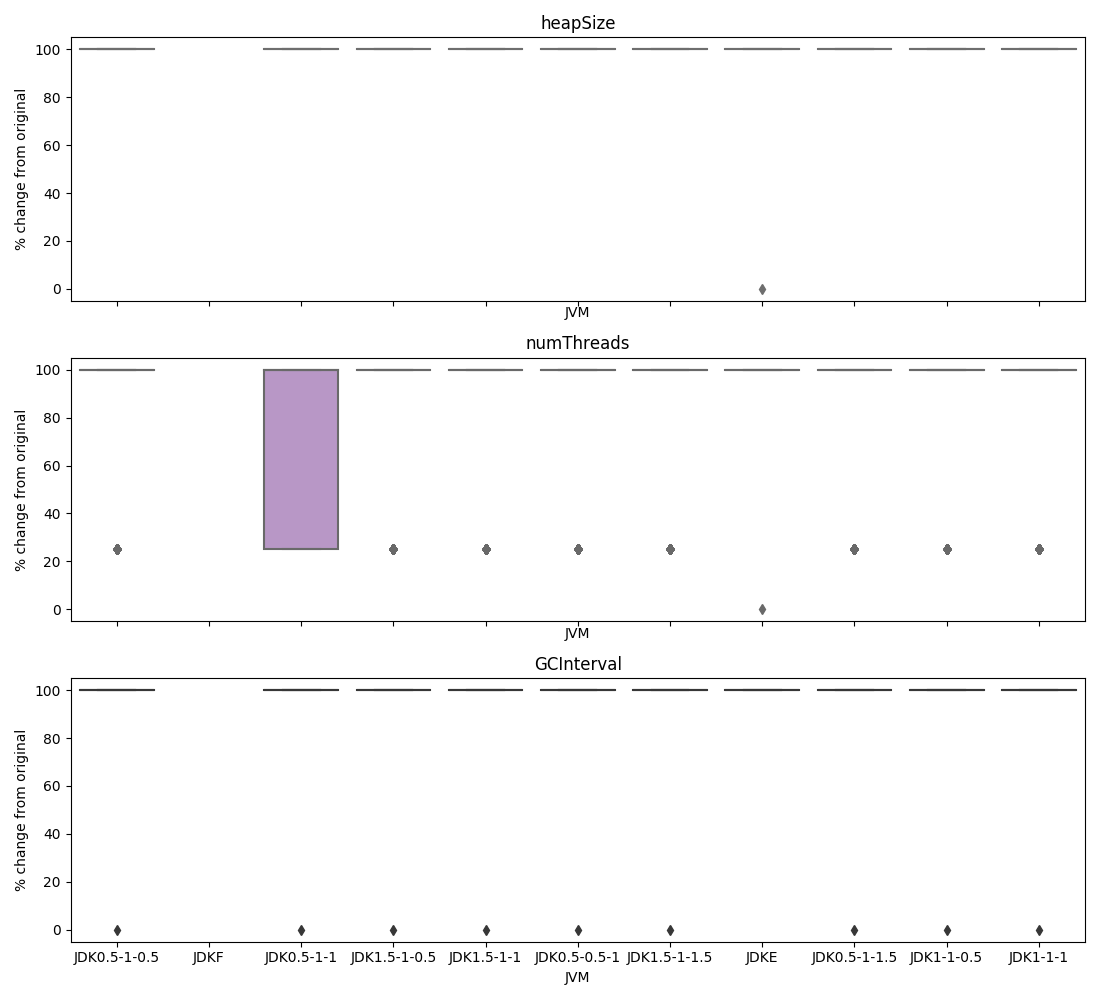 heapSize
% change from original
100
80
60
40
20
0
JVM
numThreads
% change from original
100
80
60
40
20
0
JVM
GCInterval
% change from original
100
80
60
40
20
0
JDK0.5-1-0.5 JDKF JDK0.5-1-1 JDK1.5-1-0.5 JDK1.5-1-1 JDK0.5-0.5-1 JDK1.5-1-1.5 JDKE JDK0.5-1-1.5 JDK1-1-0.5 JDK1-1-1
JVM